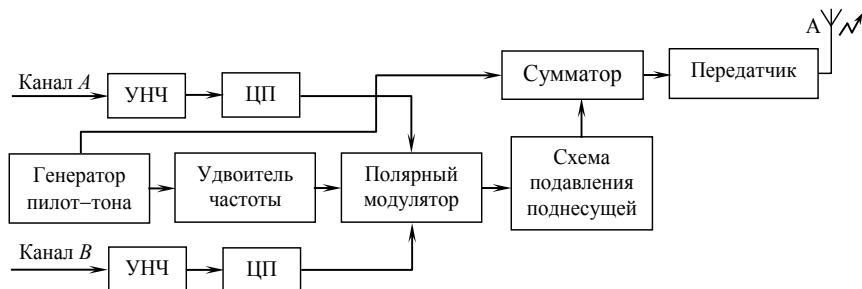 А
Канал А
УНЧ
ЦП
Сумматор
Передатчик
Генератор
пилот–тона
Удвоитель
частоты
Полярный
модулятор
Схема
подавления
поднесущей
Канал В
УНЧ
ЦП